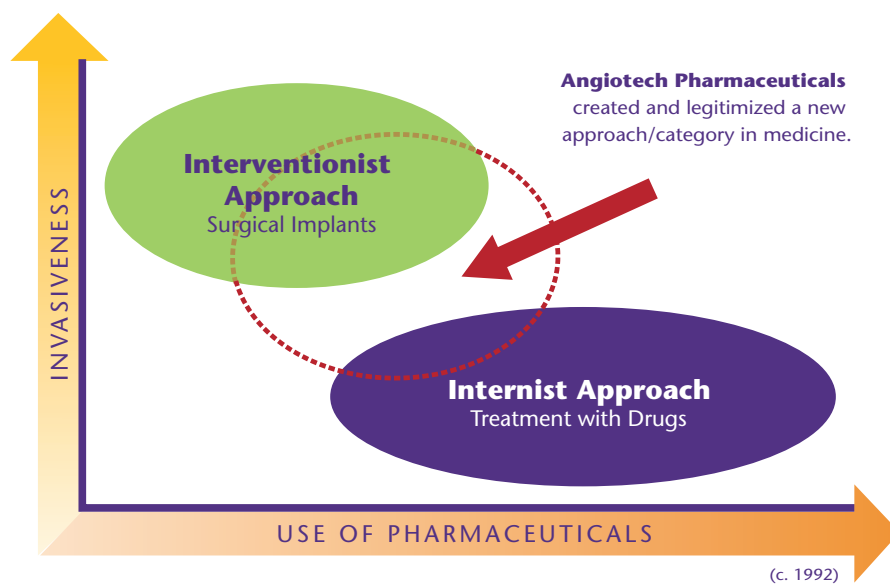 Angiotech Pharmaceuticals
created and legitimized a new
approach/category in medicine.
Interventionist
Approach
Surgical Implants
INVASIVENESS
Internist Approach
Treatment with Drugs
USE OF PHARMACEUTICALS
(c. 1992)